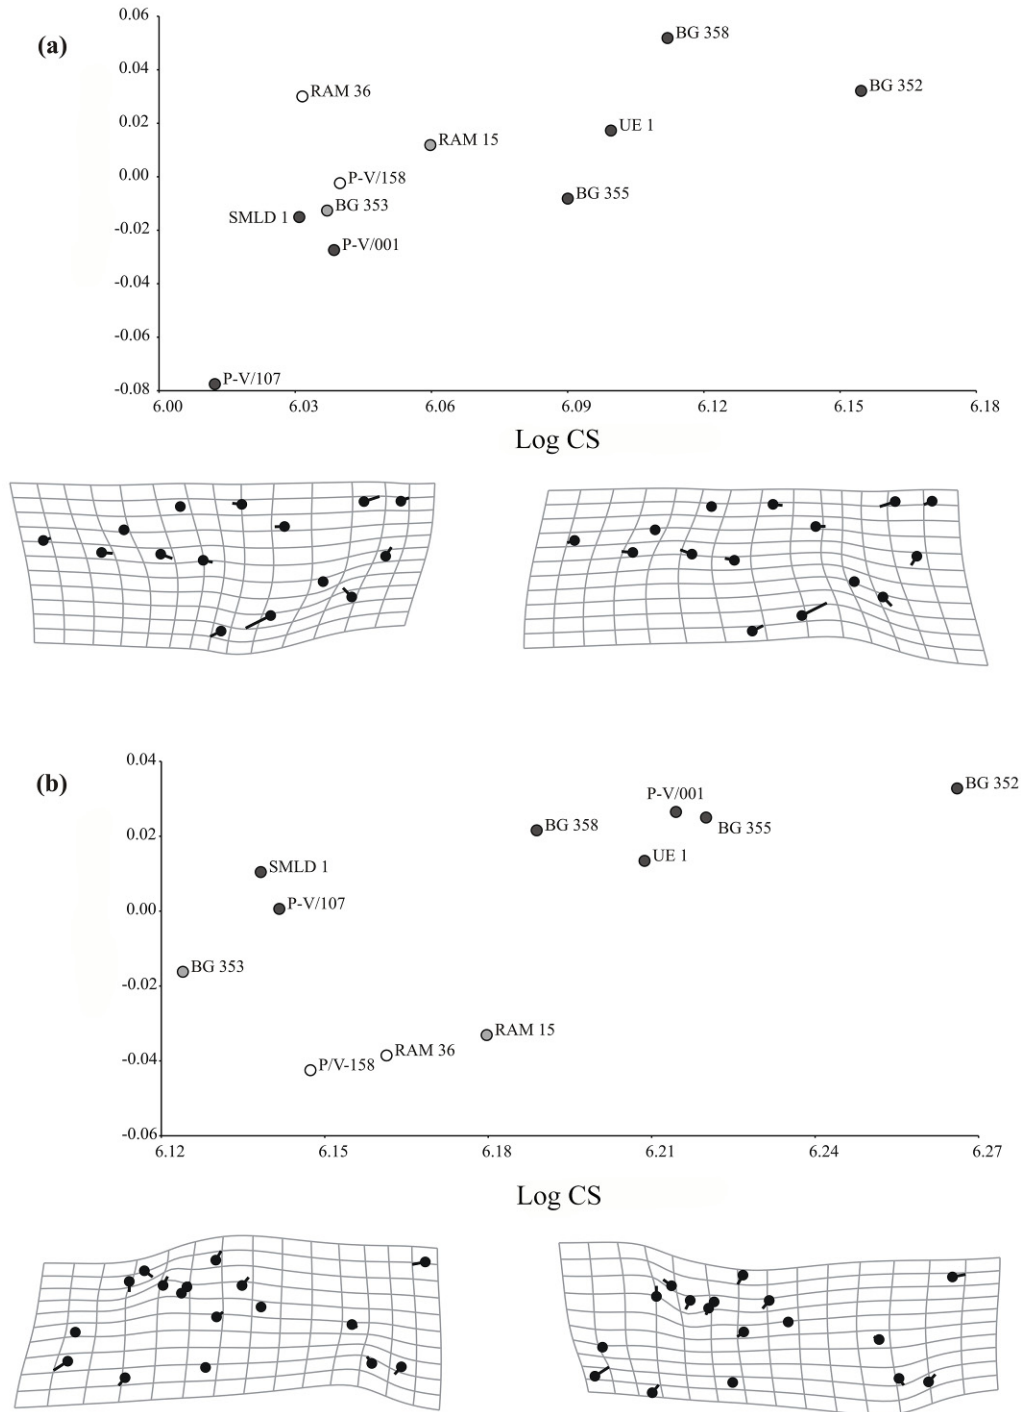 (a)
0.06
BG 358
0.04
RAM 36
BG 352
0.02
UE 1
RAM 15
0.00
P-V/158
BG 355
BG 353
SMLD 1
-0.02
P-V/001
-0.04
-0.06
P-V/107
-0.08
6.00 6.03 6.06 6.09 6.12 6.15 6.18
Log CS
(b)
0.04
BG 352
P-V/001
BG 358
BG 355
0.02
UE 1
SMLD 1
P-V/107
0.00
BG 353
-0.02
RAM 15
RAM 36
-0.04
P/V-158
-0.06
6.12 6.15 6.18 6.21 6.24 6.27
Log CS